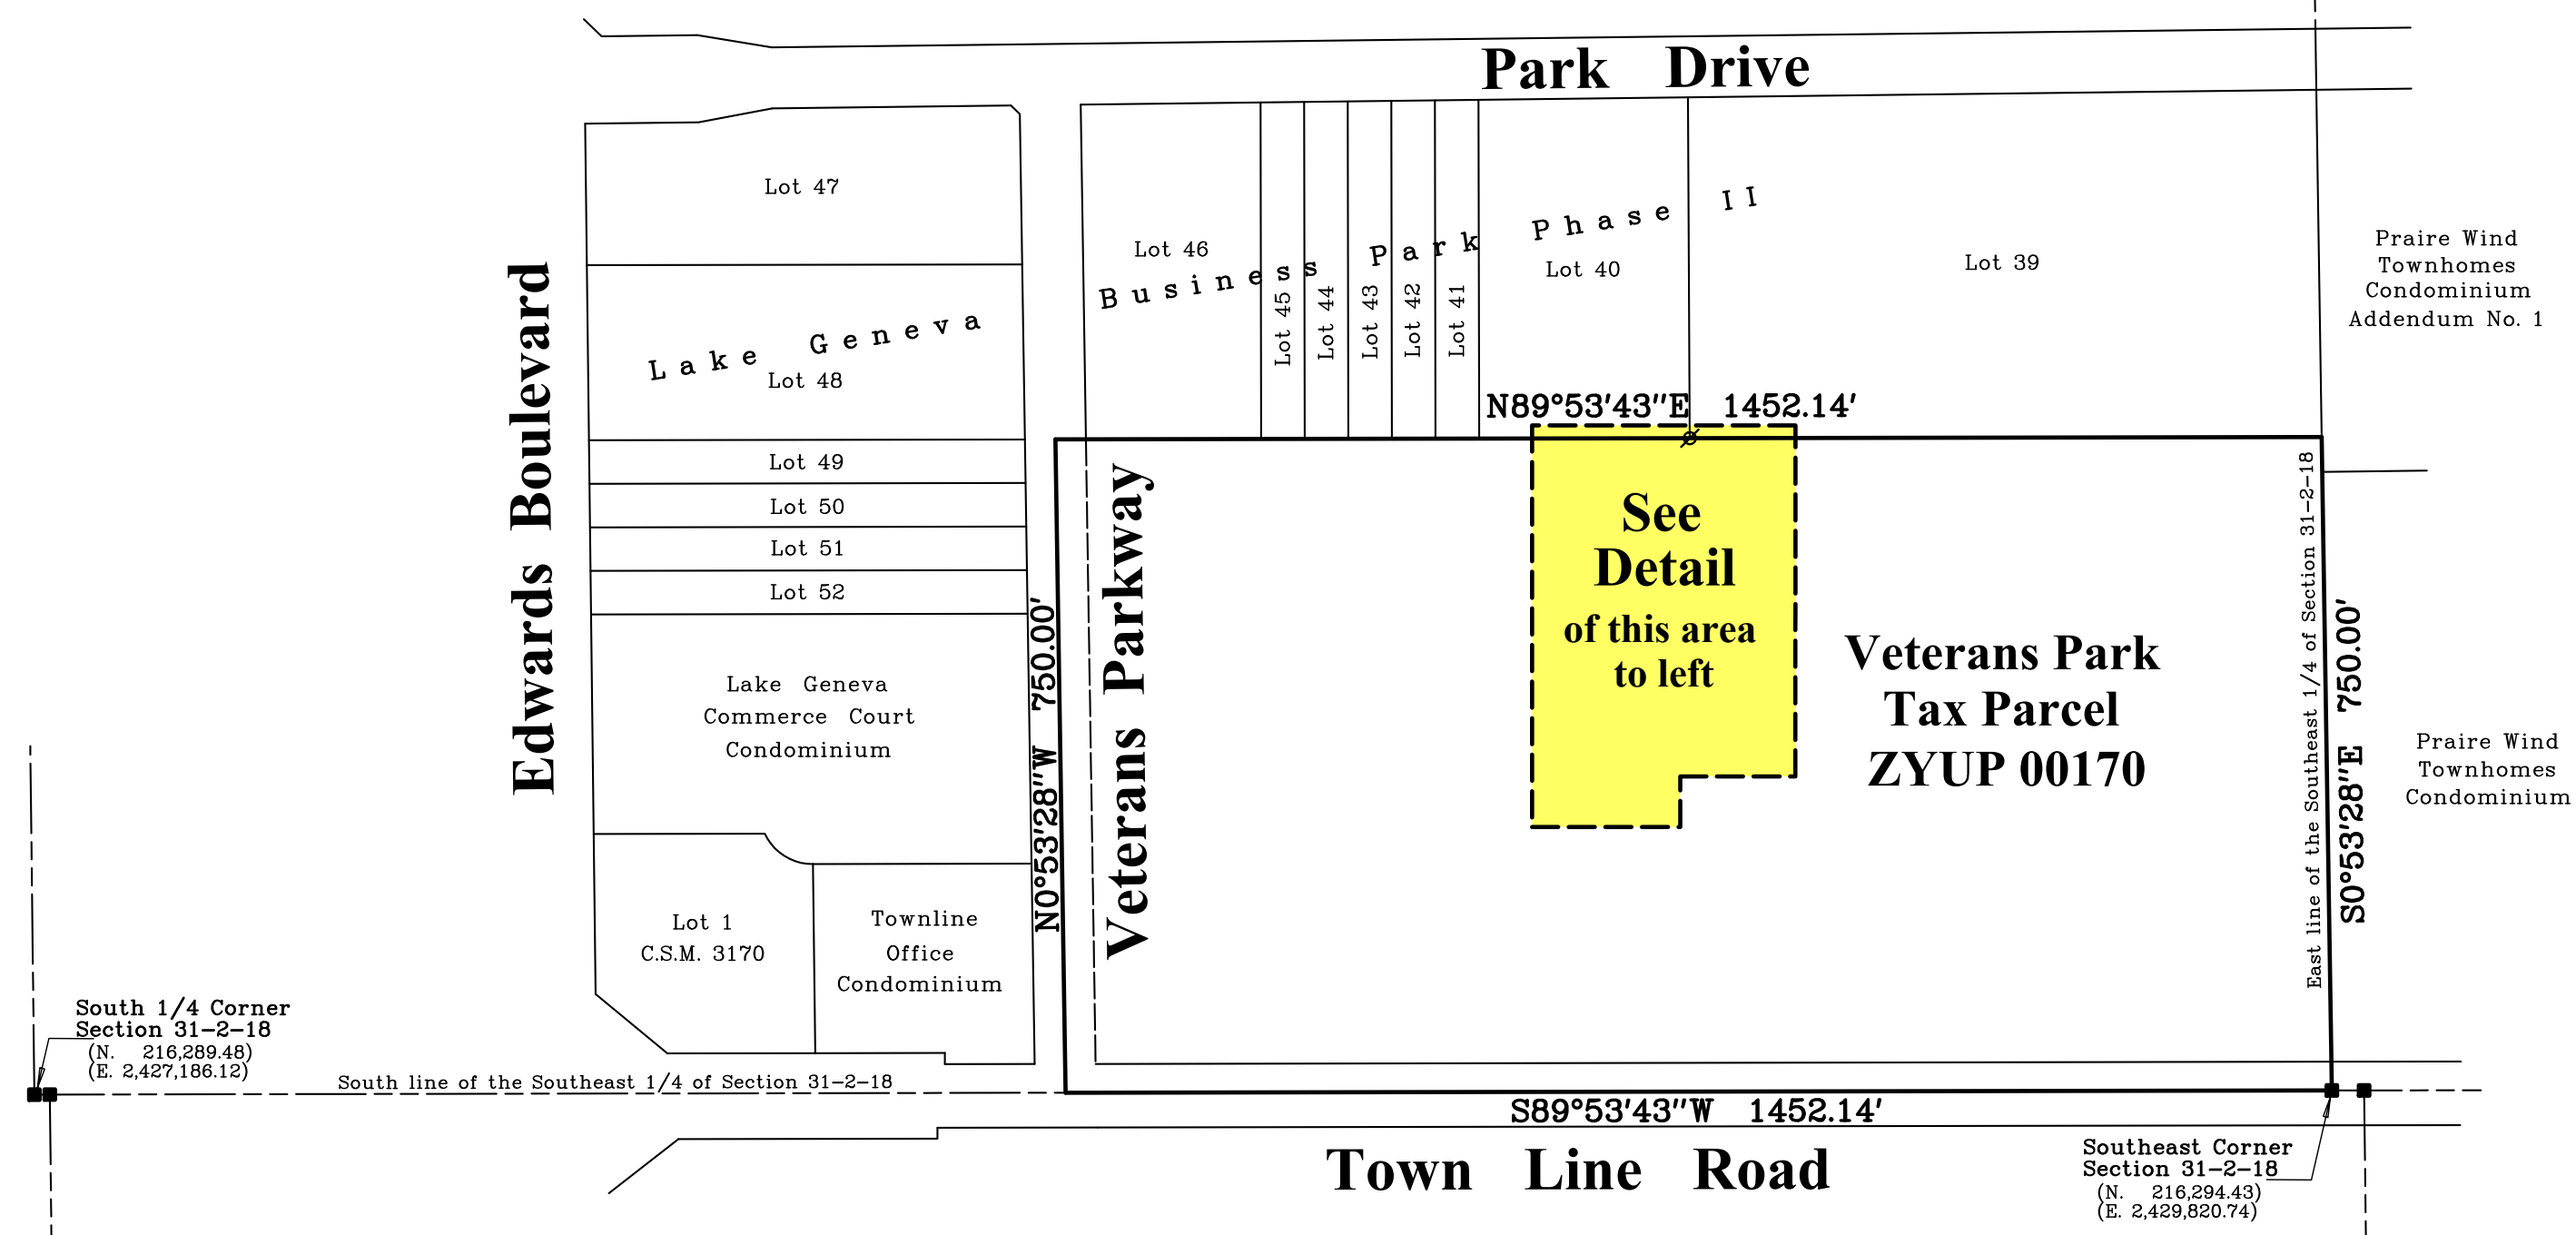 Park Drive
Lot 47
Lake Geneva
Business Park Phase II
Lot 48
Lot 49
Lot 50
Lot 51
Lot 52
Lake Geneva
Commerce Court
Condominium
Lot 1
C.S.M. 3170
Townline
Office
Condominium
Edwards Boulevard
Lot 46
Lot 45
Lot 44
Lot 43
Lot 42
Lot 41
Lot 40
Lot 39
Praire Wind
Townhomes
Condominium
Addendum No. 1
N89°53'43"E 1452.14'
N0°53'28"W 750.00'
Veterans Parkway
See
Detail
of this area
to left
Veterans Park
Tax Parcel
ZYUP 00170
East line of the Southeast 1/4 of Section 31-2-18
S0°53'28"E 750.00'
Praire Wind
Townhomes
Condominium
South 1/4 Corner
Section 31-2-18
(N. 216,289.48)
(E. 2,427,186.12)
South line of the Southeast 1/4 of Section 31-2-18
S89°53'43"W 1452.14'
Town Line Road
Southeast Corner
Section 31-2-18
(N. 216,294.43)
(E. 2,429,820.74)